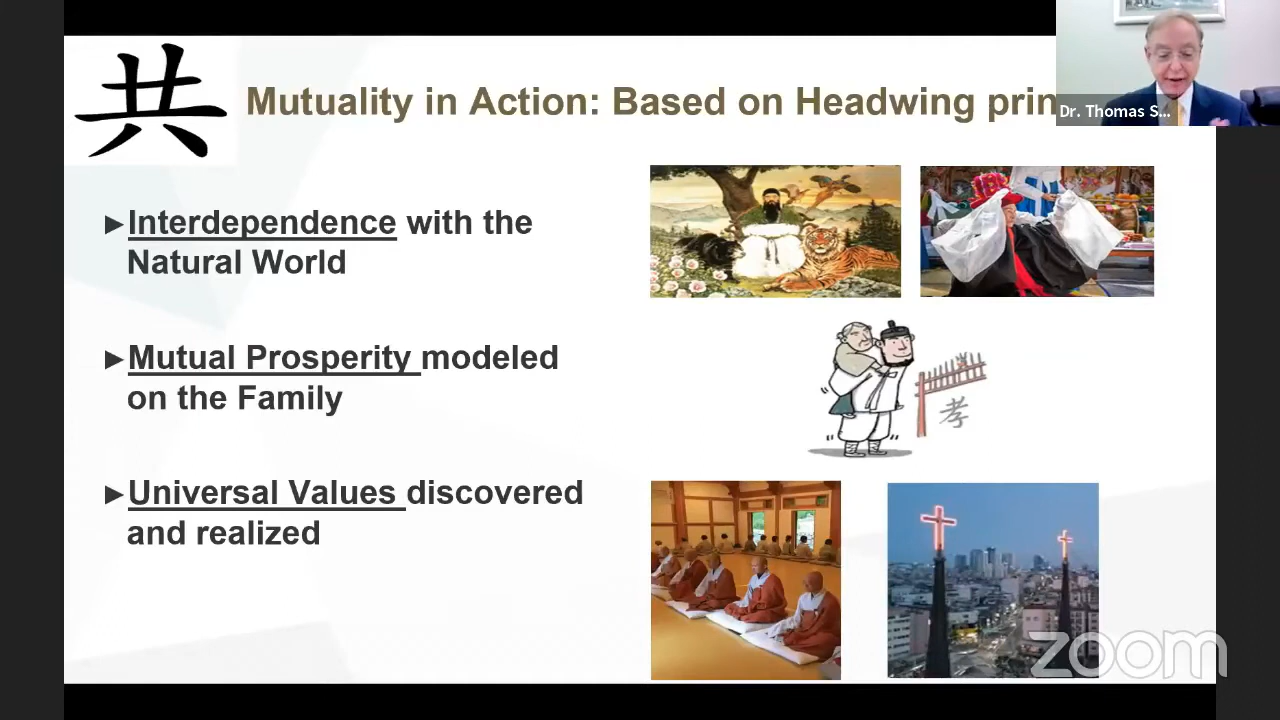 共
Mutuality in Action: Based on Headwing prin
Dr. Thomas S...
►Interdependence with the
Natural World
►Mutual Prosperity modeled
on the Family
孝
►Universal Values discovered
and realized
zoom